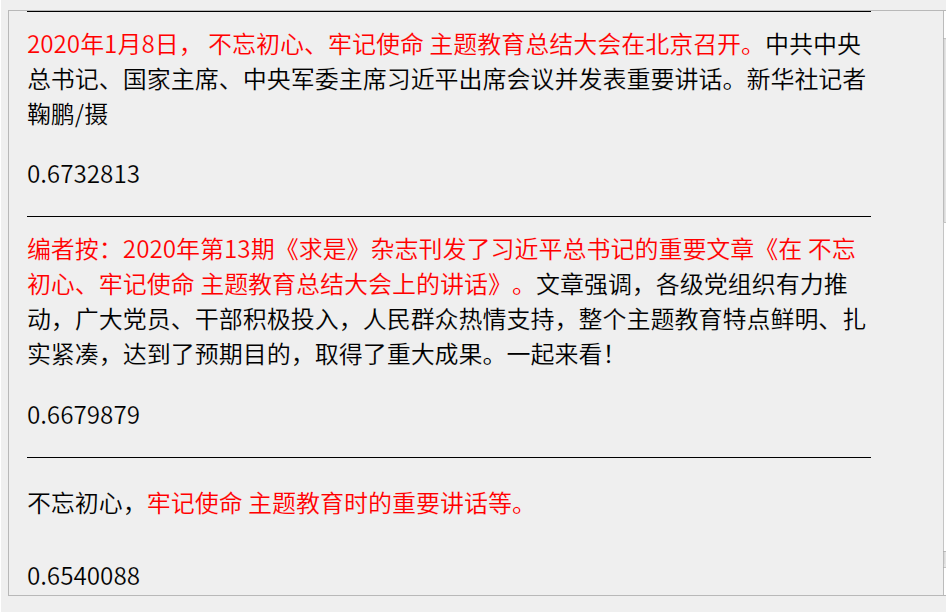 2020年1月8日， 不忘初心、牢记使命 主题教育总结大会在北京召开。中共中央
总书记、国家主席、中央军委主席习近平出席会议并发表重要讲话。新华社记者
鞠鹏/摄
0.6732813
编者按：2020年第13期《求是》杂志刊发了习近平总书记的重要文章《在 不忘
初心、牢记使命 主题教育总结大会上的讲话》。文章强调，各级党组织有力推
动，广大党员、干部积极投入，人民群众热情支持，整个主题教育特点鲜明、扎
实紧凑，达到了预期目的，取得了重大成果。一起来看！
0.6679879
不忘初心，牢记使命 主题教育时的重要讲话等。
0.6540088